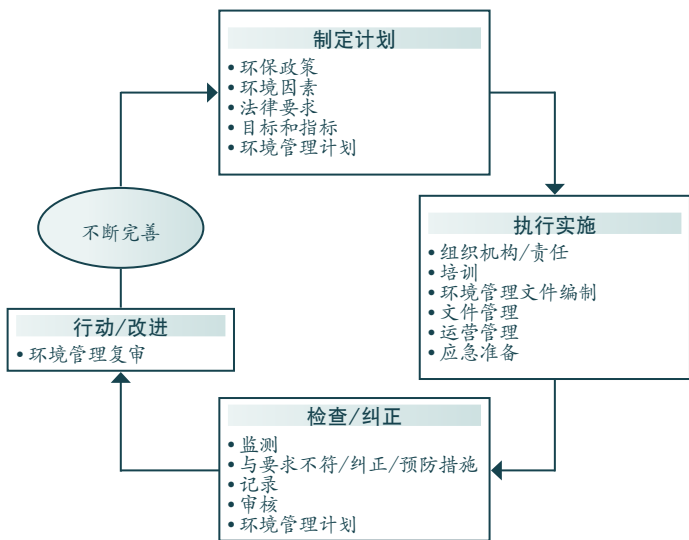 制定计划
• 环保政策
• 环境因素
• 法律要求
• 目标和指标
• 环境管理计划
执行实施
• 组织机构/责任
• 培训
• 环境管理文件编制
• 文件管理
• 运营管理
• 应急准备
检查/纠正
• 监测
• 与要求不符/纠正/预防措施
• 记录
• 审核
• 环境管理计划
行动/改进
• 环境管理复审
不断完善